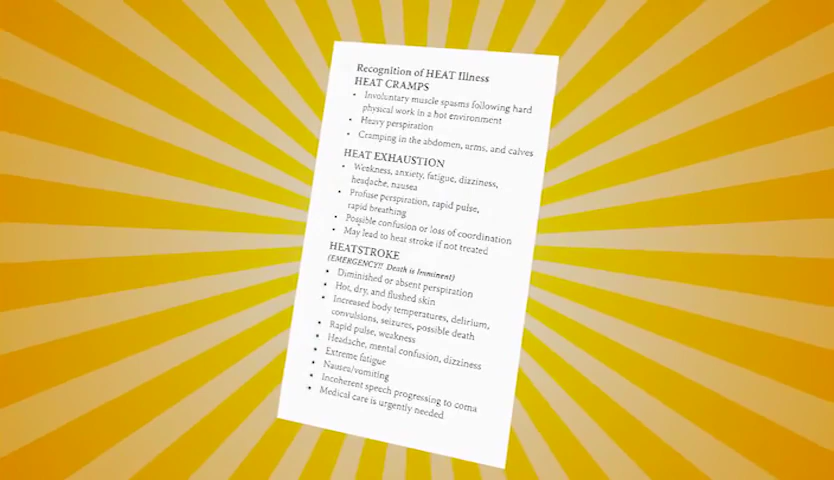 Recognition of HEAT Illness
HEAT CRAMPS
• Involuntary muscle spasms following hard
physical work in a hot environment
• Heavy perspiration
• Cramping in the abdomen, arms, and calves
HEAT EXHAUSTION
• Weakness, anxiety, fatigue, dizziness,
headache, nausea
• Profuse perspiration, rapid pulse,
rapid breathing
• Possible confusion or loss of coordination
• May lead to heat stroke if not treated
HEATSTROKE
(EMERGENCY!! Death is Imminent)
• Diminished or absent perspiration
• Hot, dry, and flushed skin
• Increased body temperatures, delirium,
convulsions, seizures, possible death
• Rapid pulse, weakness
• Headache, mental confusion, dizziness
• Extreme fatigue
• Nausea/vomiting
• Incoherent speech progressing to coma
• Medical care is urgently needed